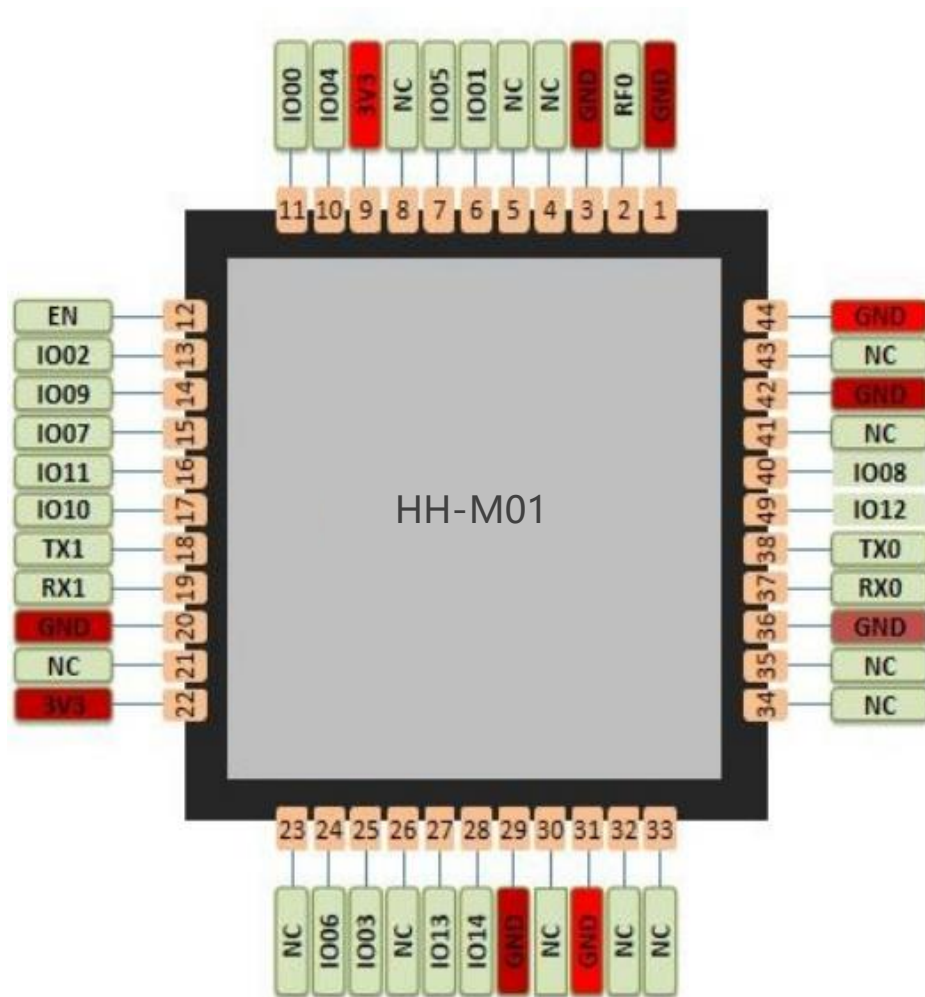 IO00 IO04 3V3 NC IO05 IO01 NC NC GND RF0 GND
11 10 9 8 7 6 5 4 3 2 1
EN 12 44 GND
IO02 13 43 NC
IO09 14 42 GND
IO07 15 41 NC
IO11 16 40 IO08
IO10 17 HH-M01 49 IO12
TX1 18 38 TX0
RX1 19 37 RX0
GND 20 36 GND
NC 21 35 NC
3V3 22 34 NC
23 24 25 26 27 28 29 30 31 32 33
NC IO06 IO03 NC IO13 IO14 GND NC GND NC NC